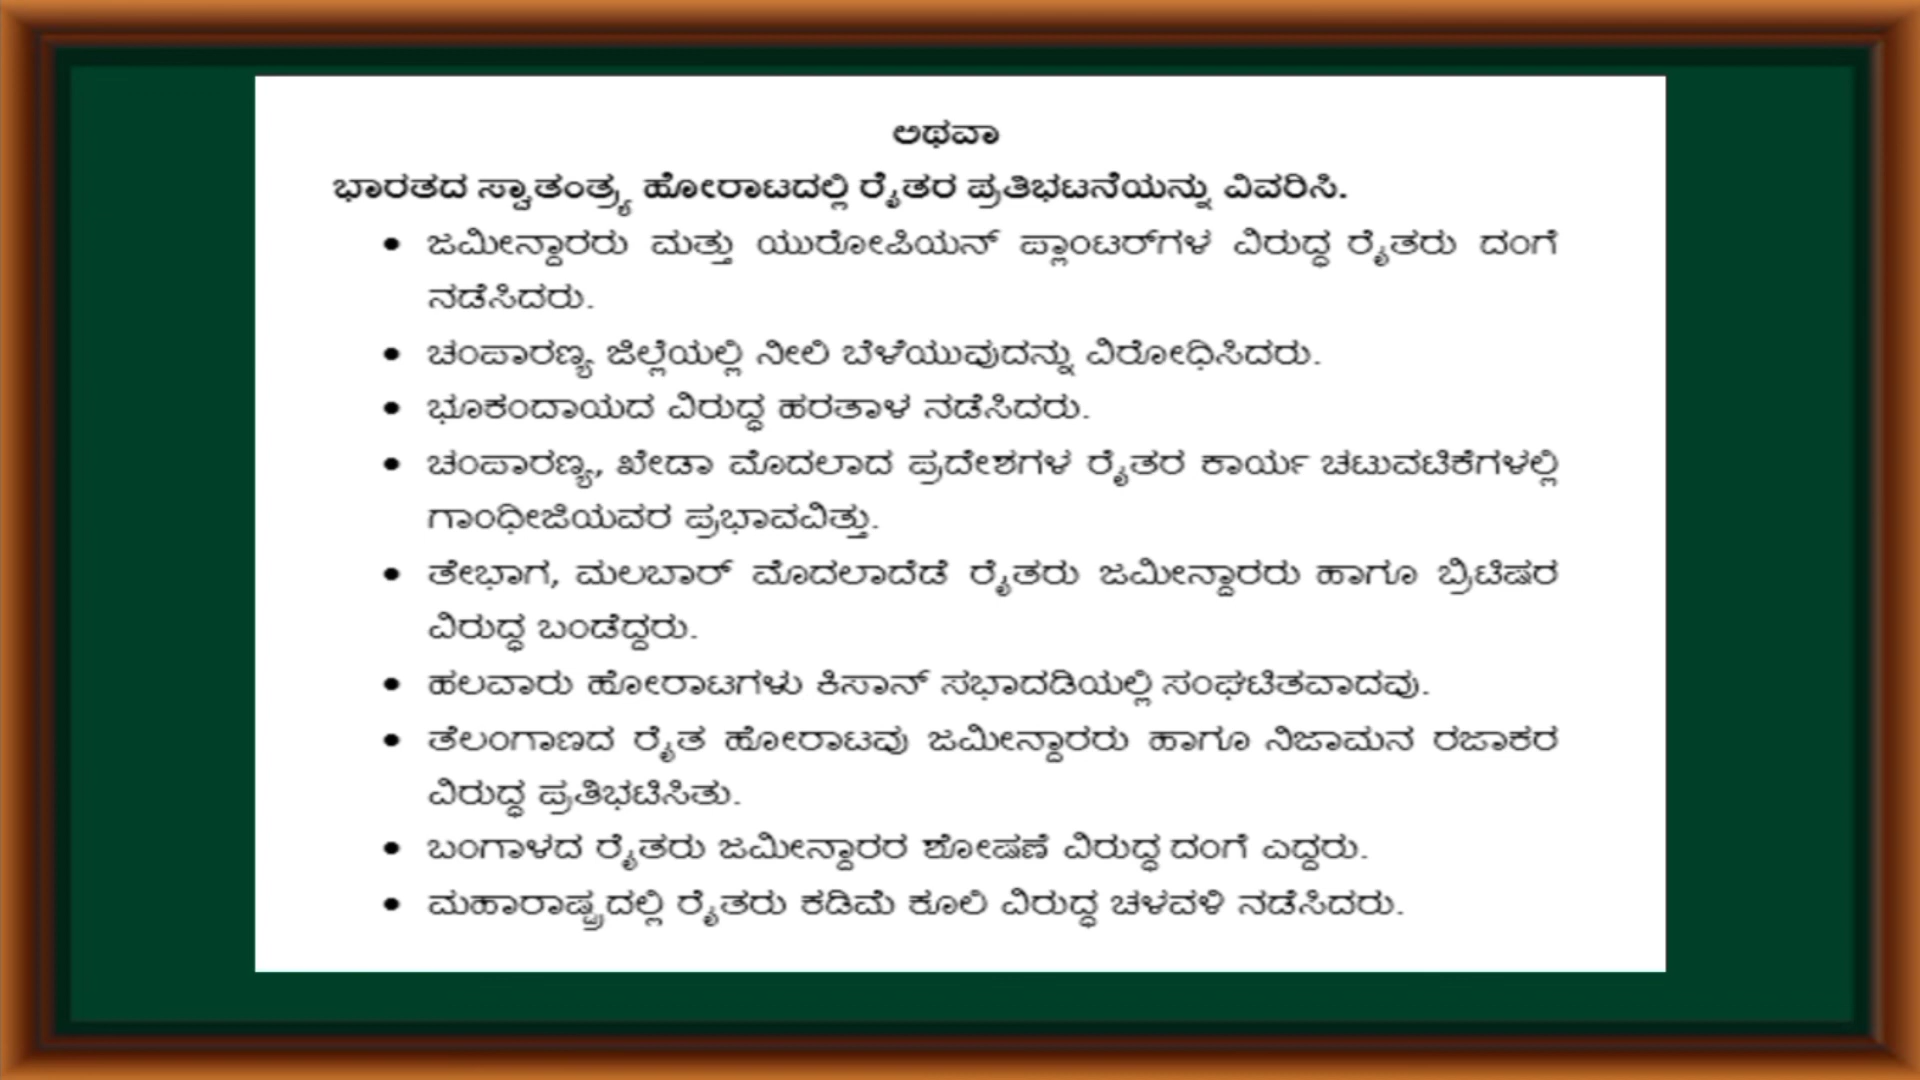 ಅಥವಾ
ಭಾರತದ ಸ್ವಾತಂತ್ರ್ಯ ಹೋರಾಟದಲ್ಲಿ ರೈತರ ಪ್ರತಿಭಟನೆಯನ್ನು ವಿವರಿಸಿ.
• ಜಮೀನ್ದಾರರು ಮತ್ತು ಯುರೋಪಿಯನ್ ಪ್ಲಾಂಟರ್‌ಗಳ ವಿರುದ್ಧ ರೈತರು ದಂಗೆ
ನಡೆಸಿದರು.
• ಚಂಪಾರಣ್ಯ ಜಿಲ್ಲೆಯಲ್ಲಿ ನೀಲಿ ಬೆಳೆಯುವುದನ್ನು ವಿರೋಧಿಸಿದರು.
• ಭೂಕಂದಾಯದ ವಿರುದ್ಧ ಹರತಾಳ ನಡೆಸಿದರು.
• ಚಂಪಾರಣ್ಯ, ಖೇಡಾ ಮೊದಲಾದ ಪ್ರದೇಶಗಳ ರೈತರ ಕಾರ್ಯ ಚಟುವಟಿಕೆಗಳಲ್ಲಿ
ಗಾಂಧೀಜಿಯವರ ಪ್ರಭಾವವಿತ್ತು.
• ತೇಭಾಗ, ಮಲಬಾರ್ ಮೊದಲಾದೆಡೆ ರೈತರು ಜಮೀನ್ದಾರರು ಹಾಗೂ ಬ್ರಿಟಿಷರ
ವಿರುದ್ಧ ಬಂಡೆದ್ದರು.
• ಹಲವಾರು ಹೋರಾಟಗಳು ಕಿಸಾನ್ ಸಭಾದಡಿಯಲ್ಲಿ ಸಂಘಟಿತವಾದವು.
• ತೆಲಂಗಾಣದ ರೈತ ಹೋರಾಟವು ಜಮೀನ್ದಾರರು ಹಾಗೂ ನಿಜಾಮನ ರಜಾಕರ
ವಿರುದ್ಧ ಪ್ರತಿಭಟಿಸಿತು.
• ಬಂಗಾಳದ ರೈತರು ಜಮೀನ್ದಾರರ ಶೋಷಣೆ ವಿರುದ್ಧ ದಂಗೆ ಎದ್ದರು.
• ಮಹಾರಾಷ್ಟ್ರದಲ್ಲಿ ರೈತರು ಕಡಿಮೆ ಕೂಲಿ ವಿರುದ್ಧ ಚಳವಳಿ ನಡೆಸಿದರು.